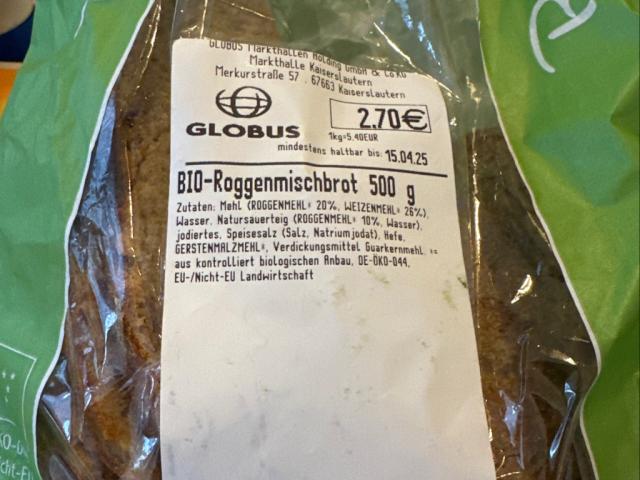 GLOBUS Markthallen Holding GmbH & Co KG
Markthalle Kaiserslautern
Merkurstraße 57 . 67663 Kaiserslautern
GLOBUS
2,70€
1kg=5.40EUR
mindestens haltbar bis: 15.04.25
BIO-Roggenmischbrot 500 g
Zutaten: Mehl (ROGGENMEHL* 20%, WEIZENMEHL* 26%),
Wasser, Natursauerteig (ROGGENMEHL* 10%, Wasser),
jodiertes, Speisesalz (Salz, Natriumjodat), Hefe,
GERSTENMALZMEHL*, Verdickungsmittel Guarkernmehl. *=
aus kontrolliert biologischen Anbau, DE-ÖKO-044,
EU-/Nicht-EU Landwirtschaft